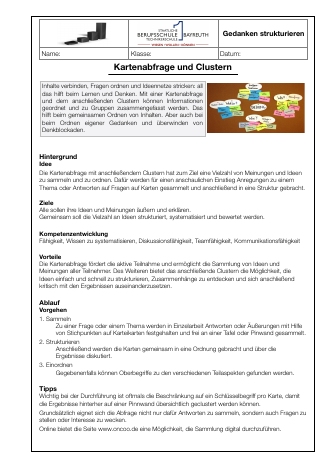 STAATLICHE
BERUFSSCHULE
TECHNIKERSCHULE
BAYREUTH
Gedanken strukturieren
Name:
Klasse:
Datum:
Kartenabfrage und Clustern
Inhalte verbinden, Fragen ordnen und Ideennetze stricken: all
das hilft beim Lernen und Denken. Mit einer Kartenabfrage
und dem anschließenden Clustern können Informationen
geordnet und zu Gruppen zusammengefasst werden. Das
hilft beim gemeinsamen Ordnen von Inhalten. Aber auch bei
beim Ordnen eigener Gedanken und überwinden von
Denkblockaden.
Hintergrund
Idee
Die Kartenabfrage mit anschließendem Clustern hat zum Ziel eine Vielzahl von Meinungen und Ideen
zu sammeln und zu ordnen. Dafür werden für einen anschaulichen Einstieg Anregungen zu einem
Thema oder Antworten auf Fragen auf Karten gesammelt und anschließend in eine Struktur gebracht.
Ziele
Alle sollen ihre Ideen und Meinungen äußern und erklären.
Gemeinsam soll die Vielzahl an Ideen strukturiert, systematisiert und bewertet werden.
Kompetenzentwicklung
Fähigkeit, Wissen zu systematisieren, Diskussionsfähigkeit, Teamfähigkeit, Kommunikationsfähigkeit
Vorteile
Die Kartenabfrage fördert die aktive Teilnahme und ermöglicht die Sammlung von Ideen und
Meinungen aller Teilnehmer. Des Weiteren bietet das anschließende Clustern die Möglichkeit, die
Ideen einfach und schnell zu strukturieren, Zusammenhänge zu entdecken und sich anschließend
kritisch mit den Ergebnissen auseinanderzusetzen.
Ablauf
Vorgehen
1. Sammeln
Zu einer Frage oder einem Thema werden in Einzelarbeit Antworten oder Äußerungen mit Hilfe
von Stichpunkten auf Karteikarten festgehalten und frei an einer Tafel oder Pinnwand gesammelt.
2. Strukturieren
Anschließend werden die Karten gemeinsam in eine Ordnung gebracht und über die
Ergebnisse diskutiert.
3. Einordnen
Gegebenenfalls können Oberbegriffe zu den verschiedenen Teilaspekten gefunden werden.
Tipps
Wichtig bei der Durchführung ist oftmals die Beschränkung auf ein Schlüsselbegriff pro Karte, damit
die Ergebnisse hinterher auf einer Pinnwand übersichtlich geclustert werden können.
Grundsätzlich eignet sich die Abfrage nicht nur dafür Antworten zu sammeln, sondern auch Fragen zu
stellen oder Interesse zu wecken.
Online bietet die Seite www.oncoo.de eine Möglichkeit, die Sammlung digital durchzuführen.